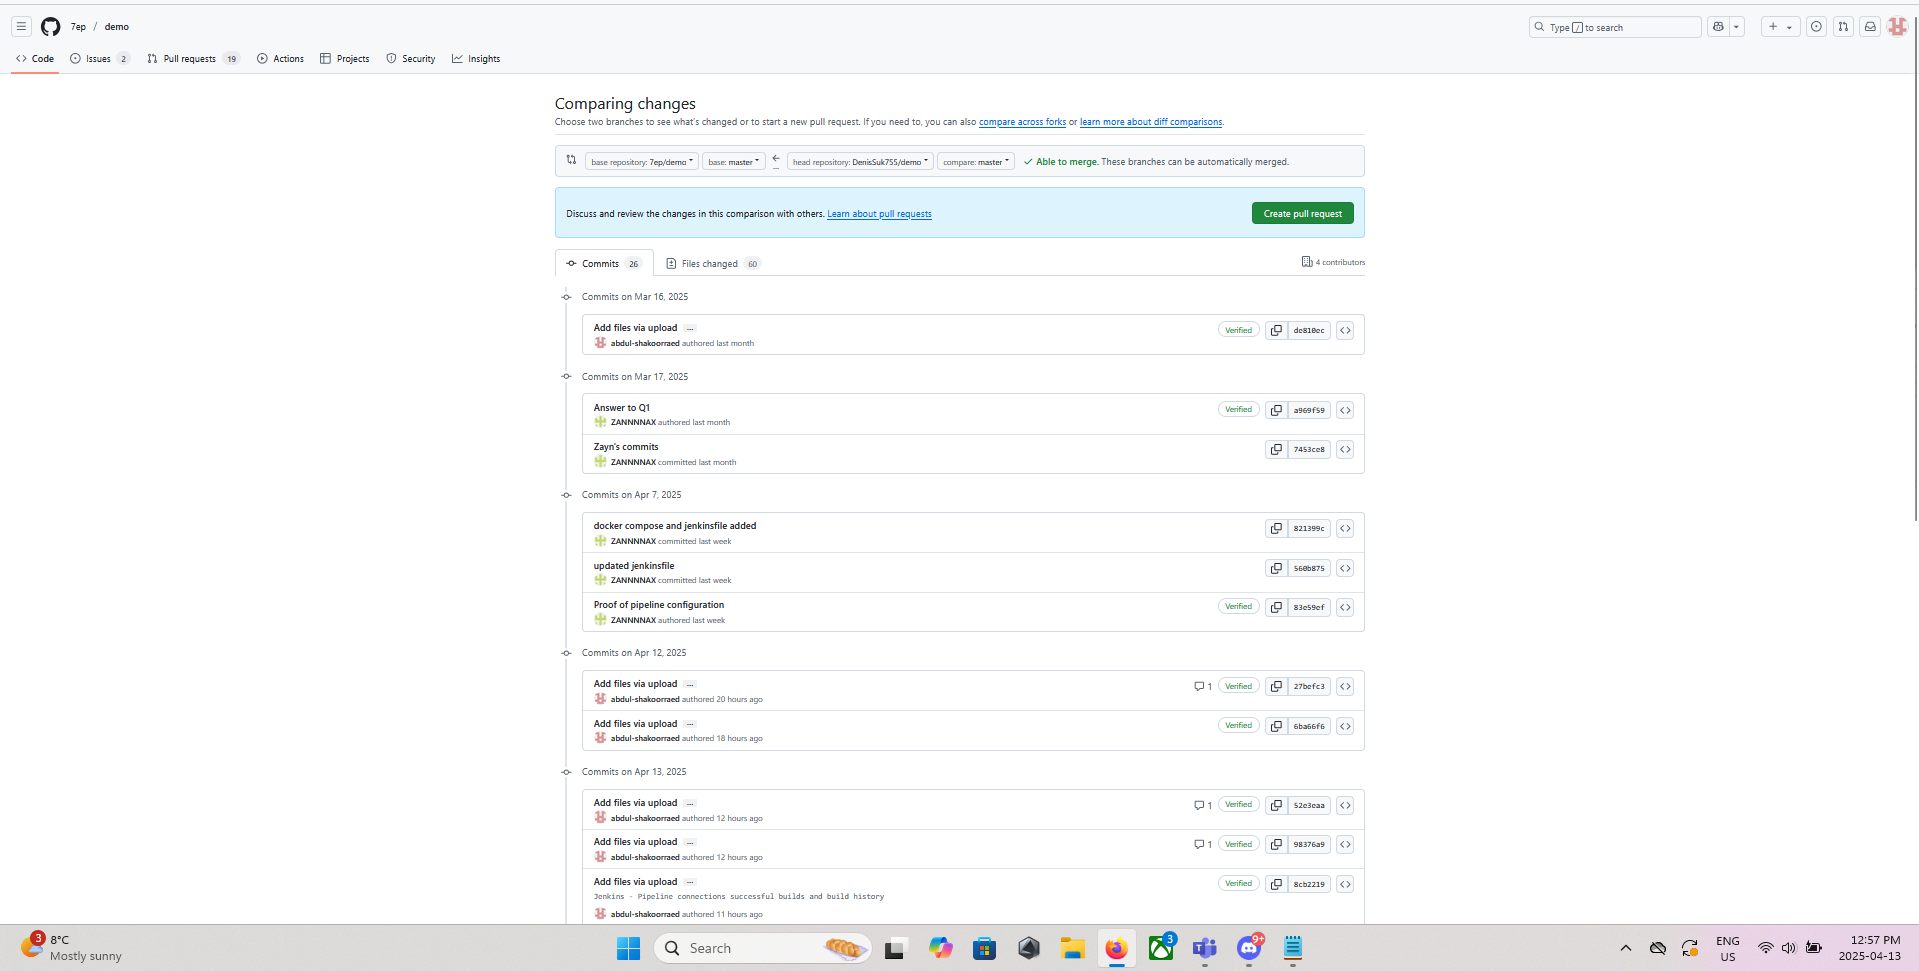 7ep / demo
Type / to search
Code
Issues 2
Pull requests 19
Actions
Projects
Security
Insights
Comparing changes
Choose two branches to see what's changed or to start a new pull request. If you need to, you can also compare across forks or learn more about diff comparisons.
base repository: 7ep/demo
base: master
head repository: DenisSuk755/demo
compare: master
Able to merge. These branches can be automatically merged.
Discuss and review the changes in this comparison with others. Learn about pull requests
Create pull request
Commits 26
Files changed 60
4 contributors
Commits on Mar 16, 2025
Add files via upload ...
Verified
de810ec
abdul-shakoorraed authored last month
Commits on Mar 17, 2025
Answer to Q1
Verified
a969f59
ZANNNNAX authored last month
Zayn's commits
7453ce8
ZANNNNAX committed last month
Commits on Apr 7, 2025
docker compose and jenkinsfile added
821399c
ZANNNNAX committed last week
updated jenkinsfile
560b875
ZANNNNAX committed last week
Proof of pipeline configuration
Verified
83e59ef
ZANNNNAX authored last week
Commits on Apr 12, 2025
Add files via upload ...
1
Verified
27befc3
abdul-shakoorraed authored 20 hours ago
Add files via upload ...
Verified
6ba66f6
abdul-shakoorraed authored 18 hours ago
Commits on Apr 13, 2025
Add files via upload ...
1
Verified
52e3eaa
abdul-shakoorraed authored 12 hours ago
Add files via upload ...
1
Verified
98376a9
abdul-shakoorraed authored 12 hours ago
Add files via upload ...
Verified
8cb2219
Jenkins - Pipeline connections successful builds and build history
abdul-shakoorraed authored 11 hours ago
3
8°C
Mostly sunny
Search
3
9+
ENG
US
12:57 PM
2025-04-13